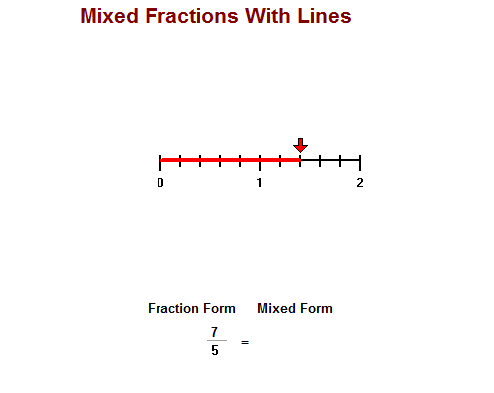 Mixed Fractions With Lines
0 1 2
Fraction Form Mixed Form
7
5 =